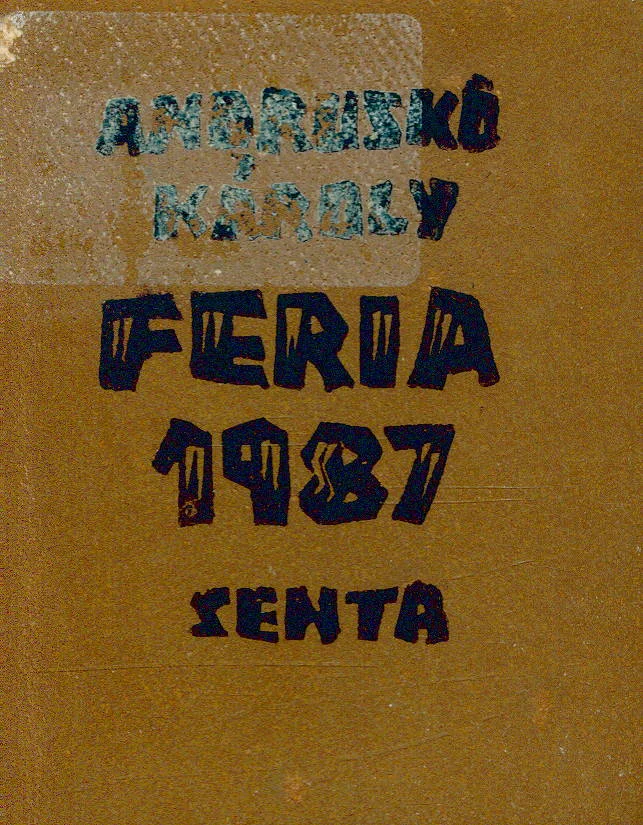 ANDRUSKÓ
KÁROLY
FERIA
1987
SENTA